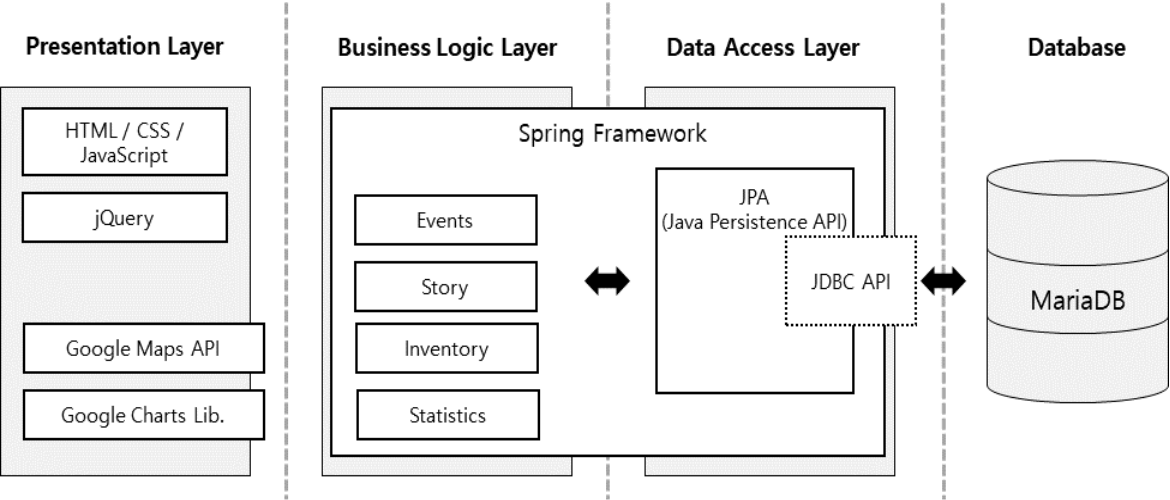 Presentation Layer
Business Logic Layer
Data Access Layer
Database
HTML / CSS /
JavaScript
jQuery
Google Maps API
Google Charts Lib.
Spring Framework
Events
Story
Inventory
Statistics
JPA
(Java Persistence API)
JDBC API
MariaDB